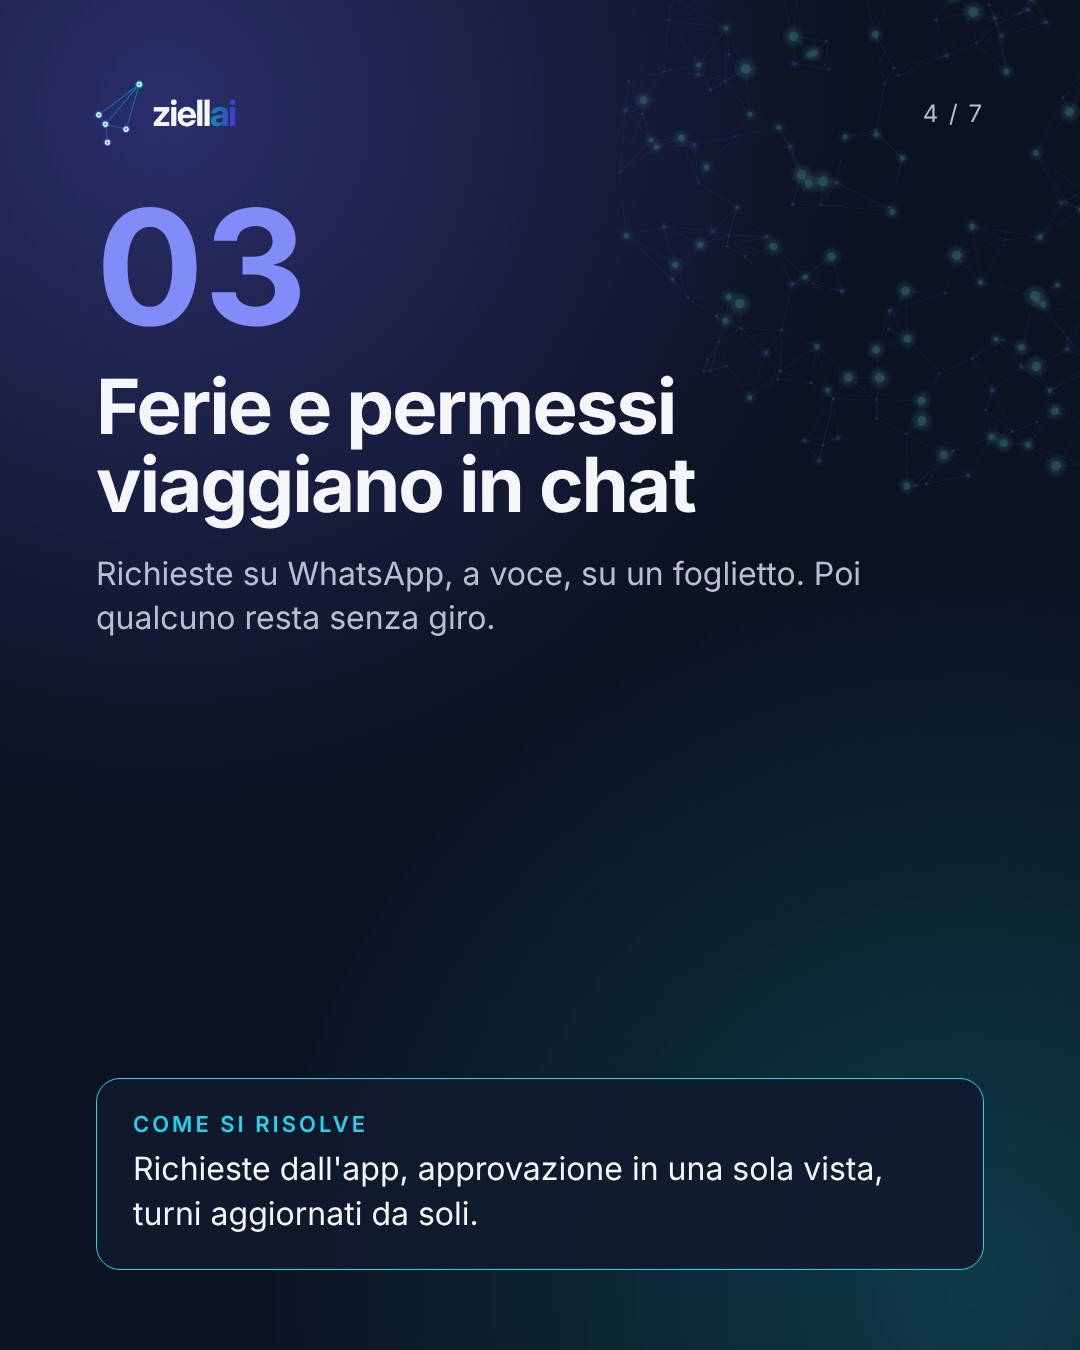 ziellai
4 / 7
03
Ferie e permessi
viaggiano in chat
Richieste su WhatsApp, a voce, su un foglietto. Poi
qualcuno resta senza giro.
COME SI RISOLVE
Richieste dall'app, approvazione in una sola vista,
turni aggiornati da soli.